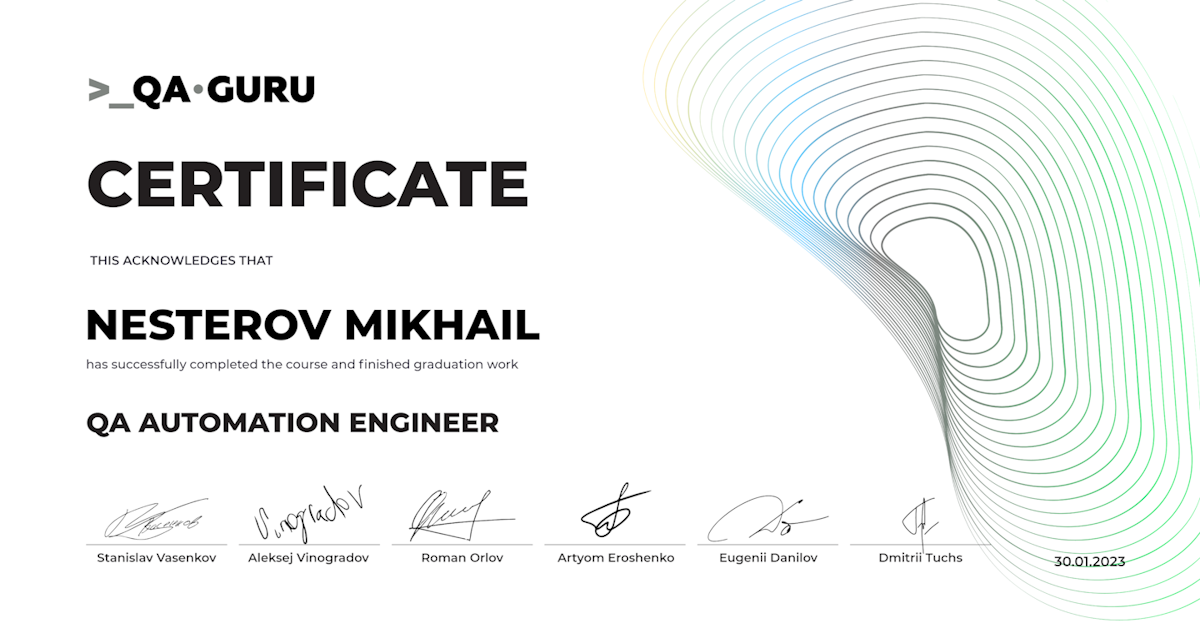 >_QA·GURU
CERTIFICATE
THIS ACKNOWLEDGES THAT
NESTEROV MIKHAIL
has successfully completed the course and finished graduation work
QA AUTOMATION ENGINEER
Vinogradov
Stanislav Vasenkov
Aleksej Vinogradov
Roman Orlov
Artyom Eroshenko
Eugenii Danilov
Dmitrii Tuchs
30.01.2023